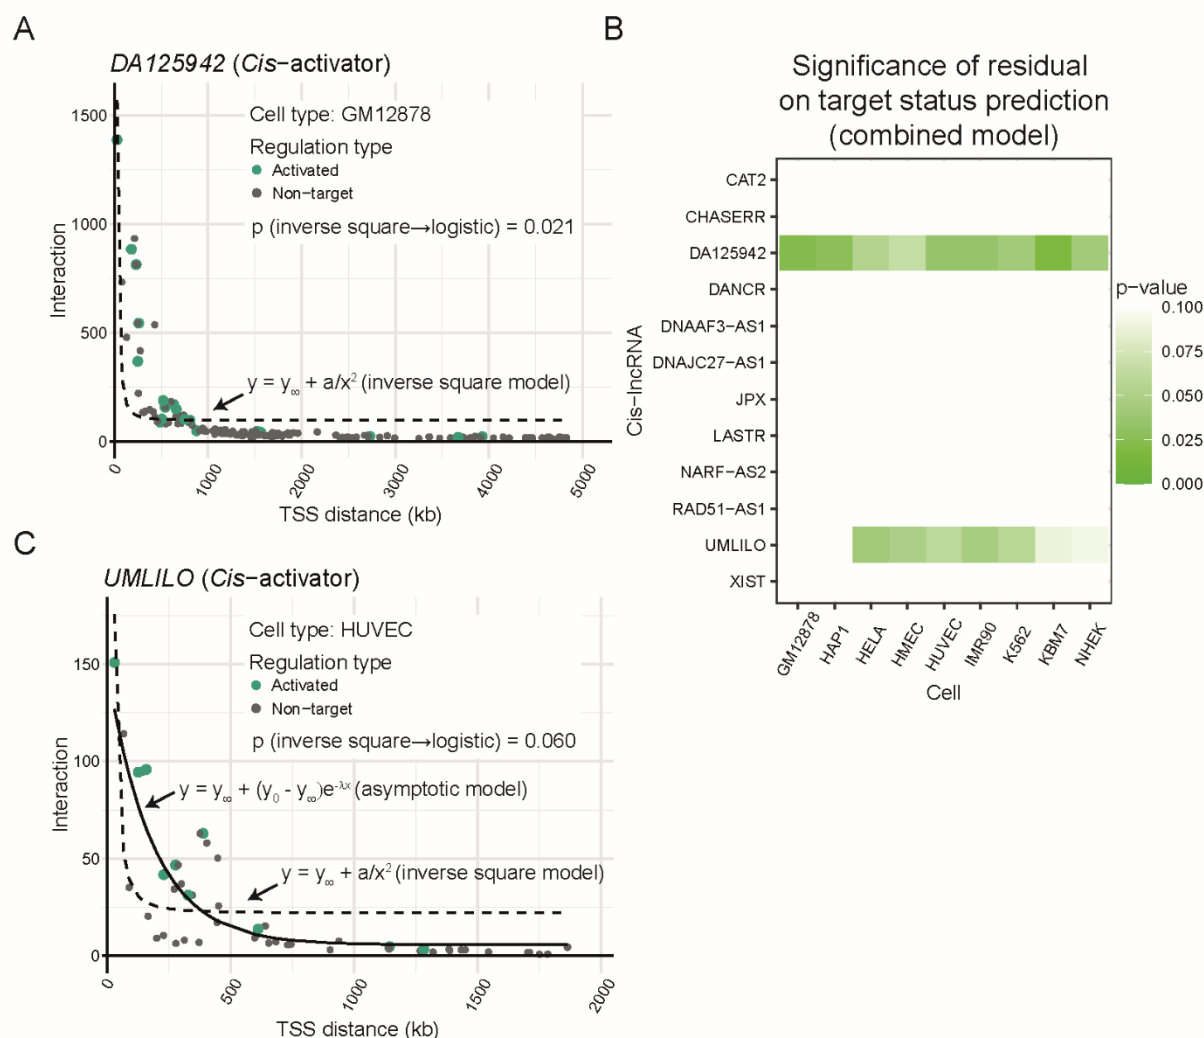 A
DA125942 (Cis-activator)
1500
1000
500
0
Interaction
Cell type: GM12878
Regulation type
Activated
Non-target
p (inverse square→logistic) = 0.021
y = y∞ + a/x² (inverse square model)
0
1000
2000
3000
4000
5000
TSS distance (kb)
B
Significance of residual
on target status prediction
(combined model)
Cis-lncRNA
CAT2
CHASERR
DA125942
DANCR
DNAAF3-AS1
DNAJC27-AS1
JPX
LASTR
NARF-AS2
RAD51-AS1
UMLILO
XIST
GM12878
HAP1
HELA
HMEC
HUVEC
IMR90
K562
KBM7
NHEK
Cell
p-value
0.100
0.075
0.050
0.025
0.000
C
UMLILO (Cis-activator)
150
100
50
0
Interaction
Cell type: HUVEC
Regulation type
Activated
Non-target
p (inverse square→logistic) = 0.060
y = y∞ + (y₀ - y∞)e^-λx (asymptotic model)
y = y∞ + a/x² (inverse square model)
0
500
1000
1500
2000
TSS distance (kb)